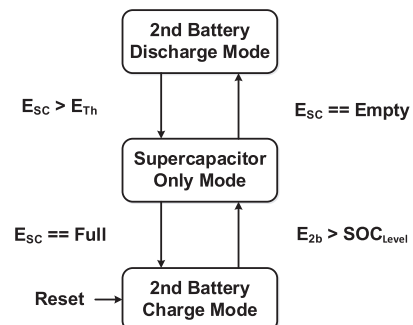 2nd Battery
Discharge Mode
E_SC > E_Th
E_SC == Empty
Supercapacitor
Only Mode
E_SC == Full
E_2b > SOC_Level
Reset
2nd Battery
Charge Mode